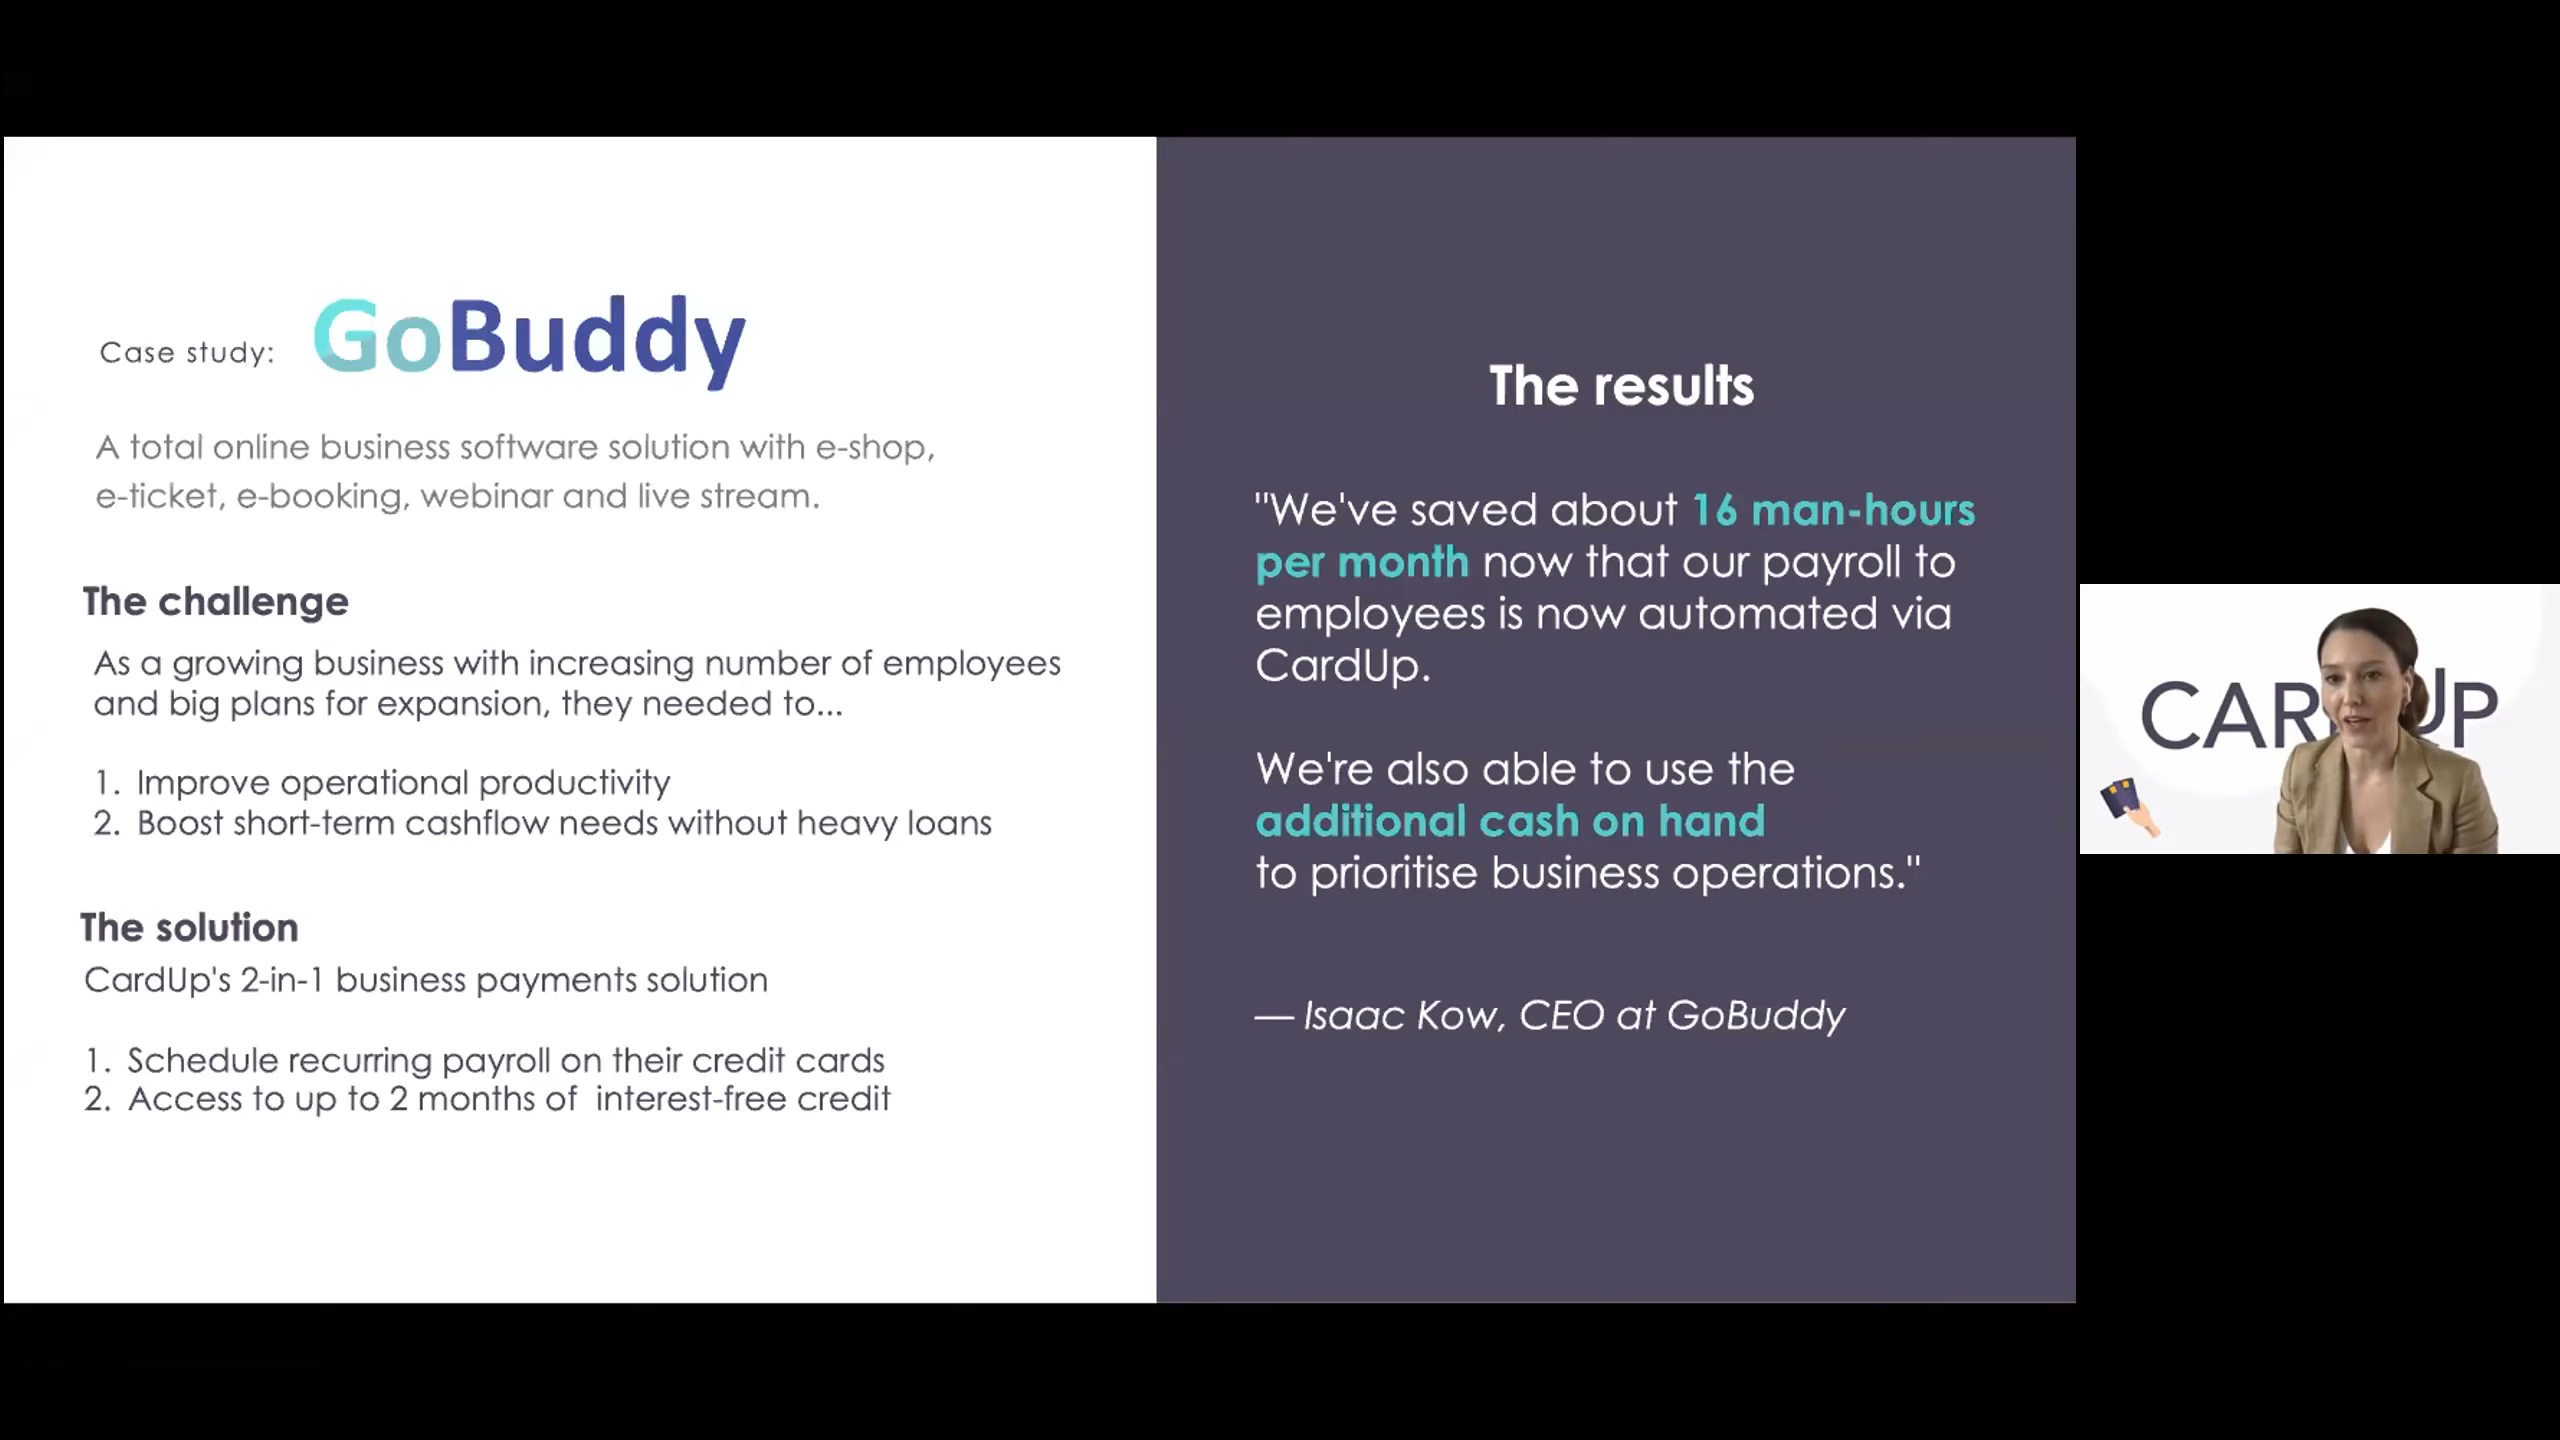 Case study: GoBuddy
A total online business software solution with e-shop,
e-ticket, e-booking, webinar and live stream.
The challenge
As a growing business with increasing number of employees
and big plans for expansion, they needed to...
1. Improve operational productivity
2. Boost short-term cashflow needs without heavy loans
The solution
CardUp's 2-in-1 business payments solution
1. Schedule recurring payroll on their credit cards
2. Access to up to 2 months of interest-free credit
The results
"We've saved about 16 man-hours
per month now that our payroll to
employees is now automated via
CardUp.
We're also able to use the
additional cash on hand
to prioritise business operations."
— Isaac Kow, CEO at GoBuddy
CARDUP